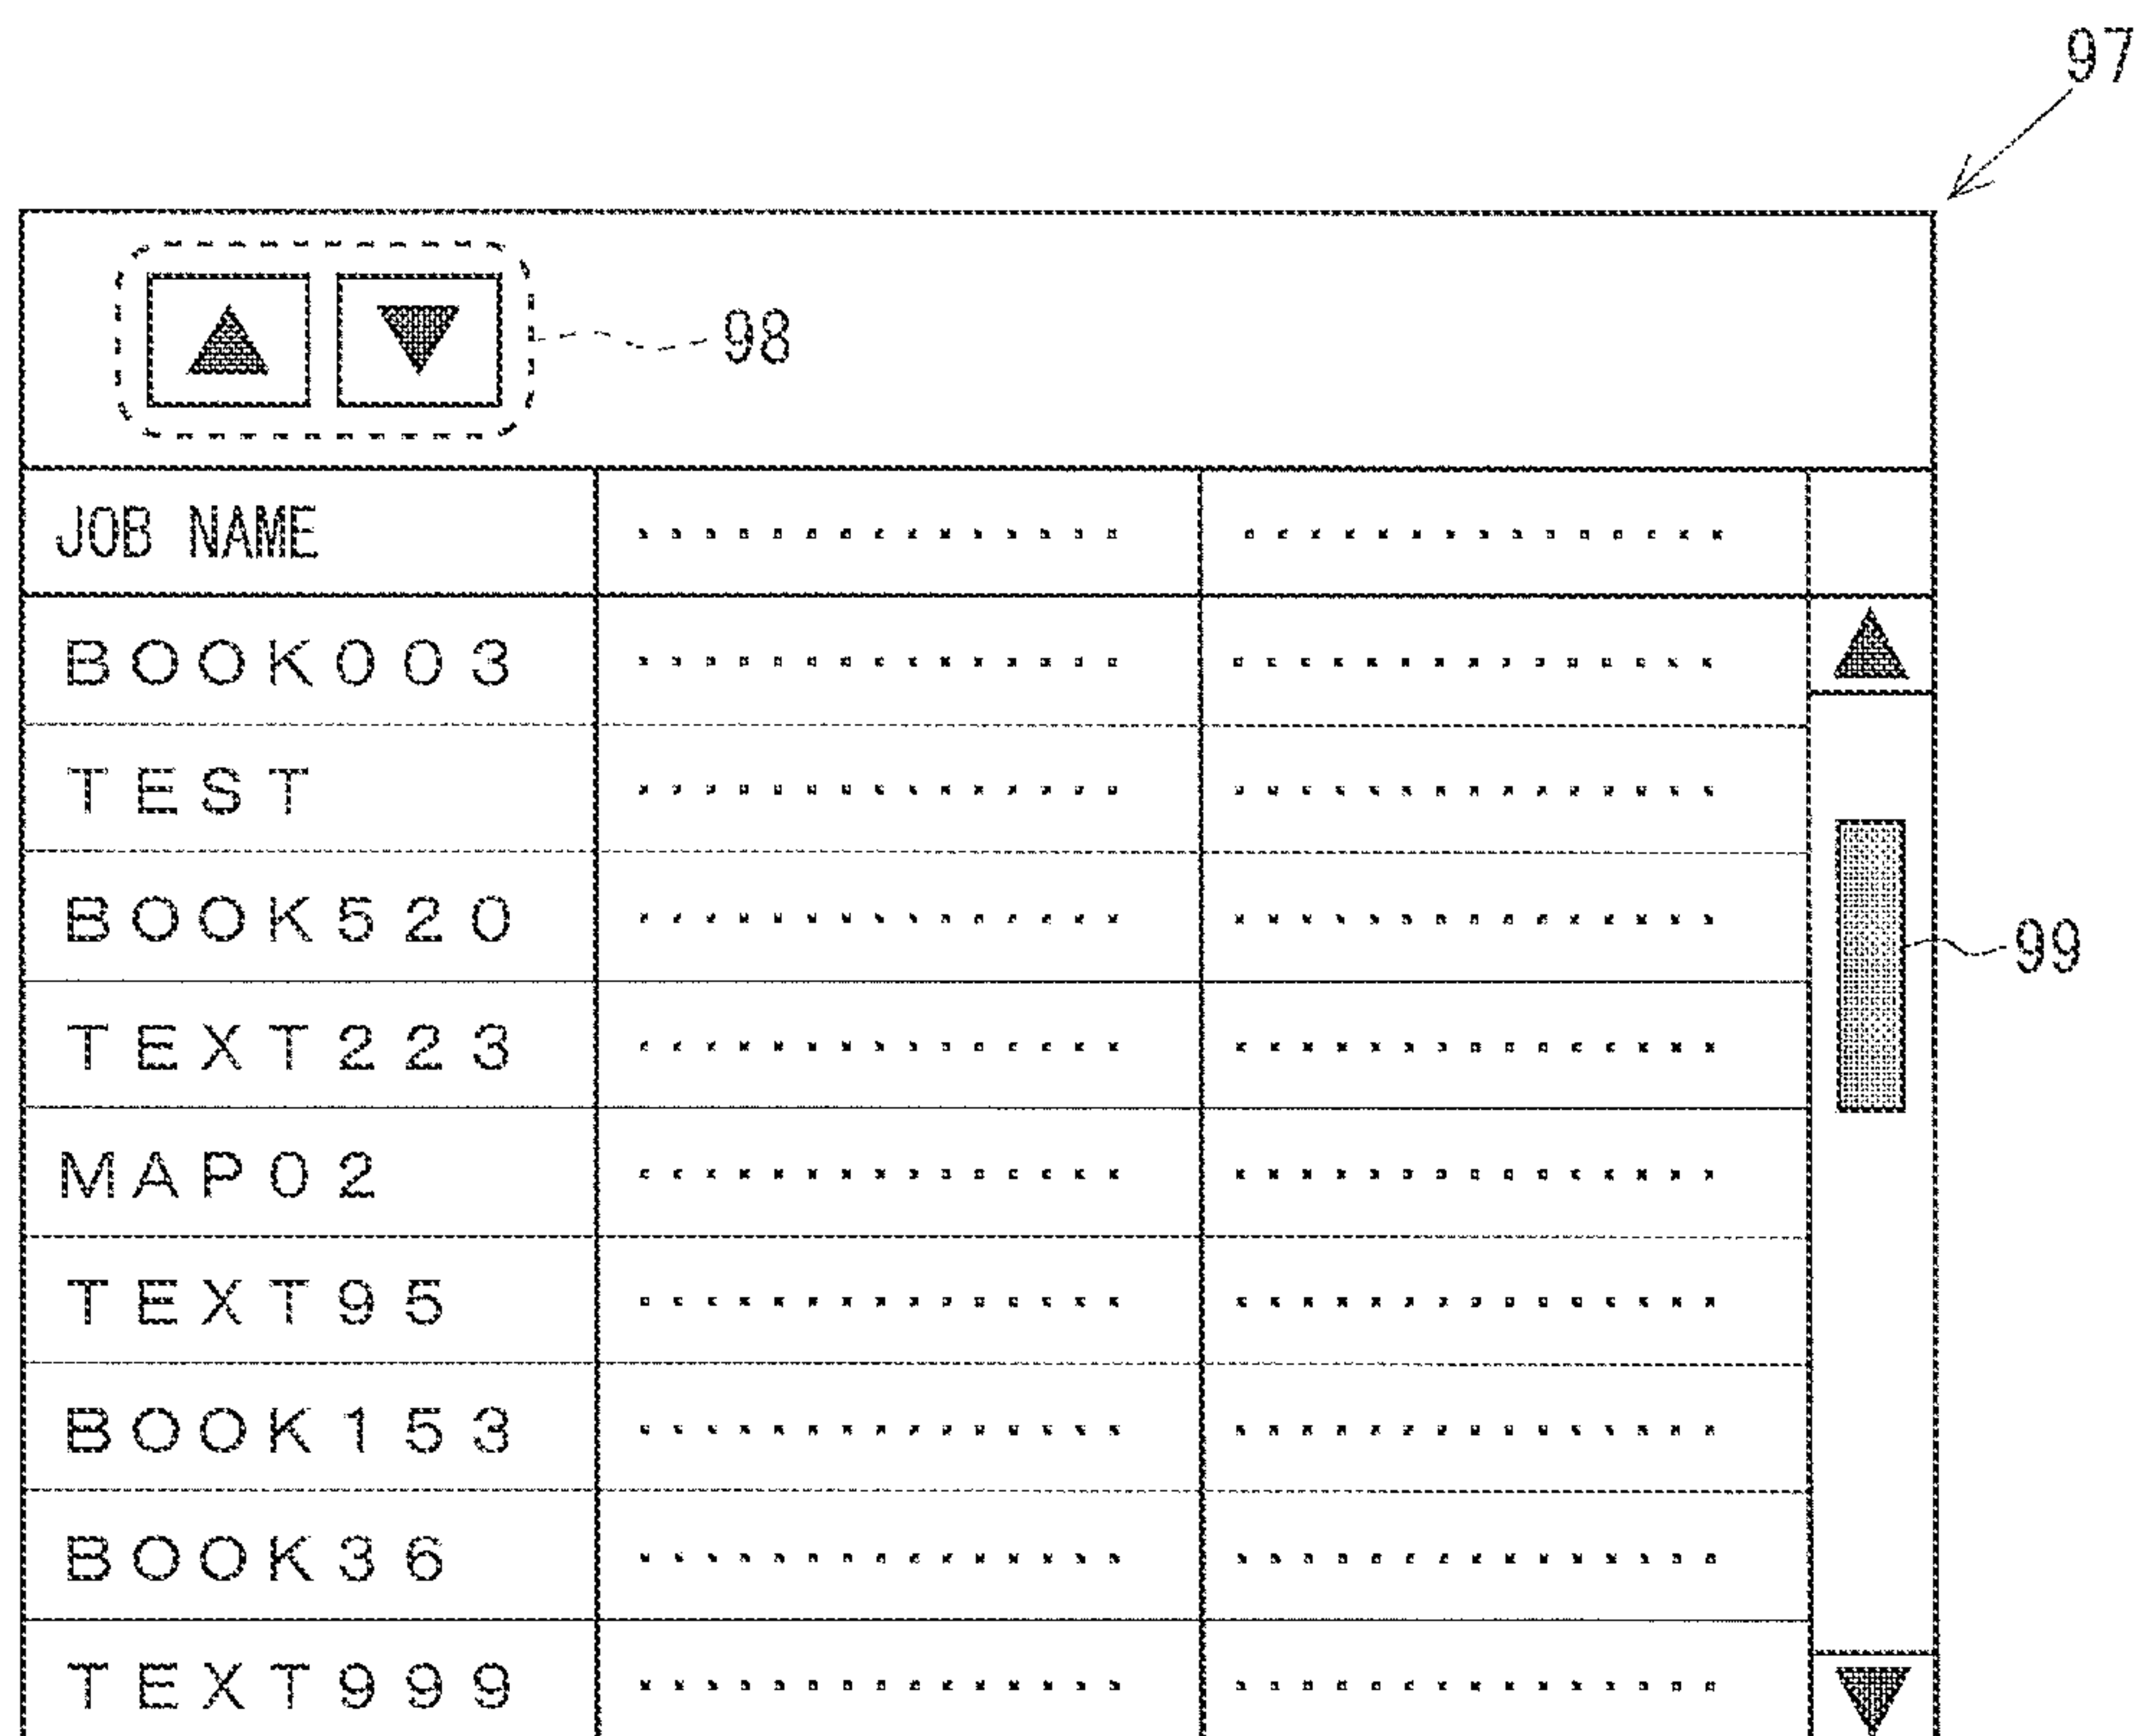 97
98
JOB NAME ............... ...............
BOOK003 ............... ...............
TEST ............... ...............
BOOK520 ............... ...............
99
TEXT223 ............... ...............
MAP02 ............... ...............
TEXT95 ............... ...............
BOOK153 ............... ...............
BOOK36 ............... ...............
TEXT999 ............... ...............